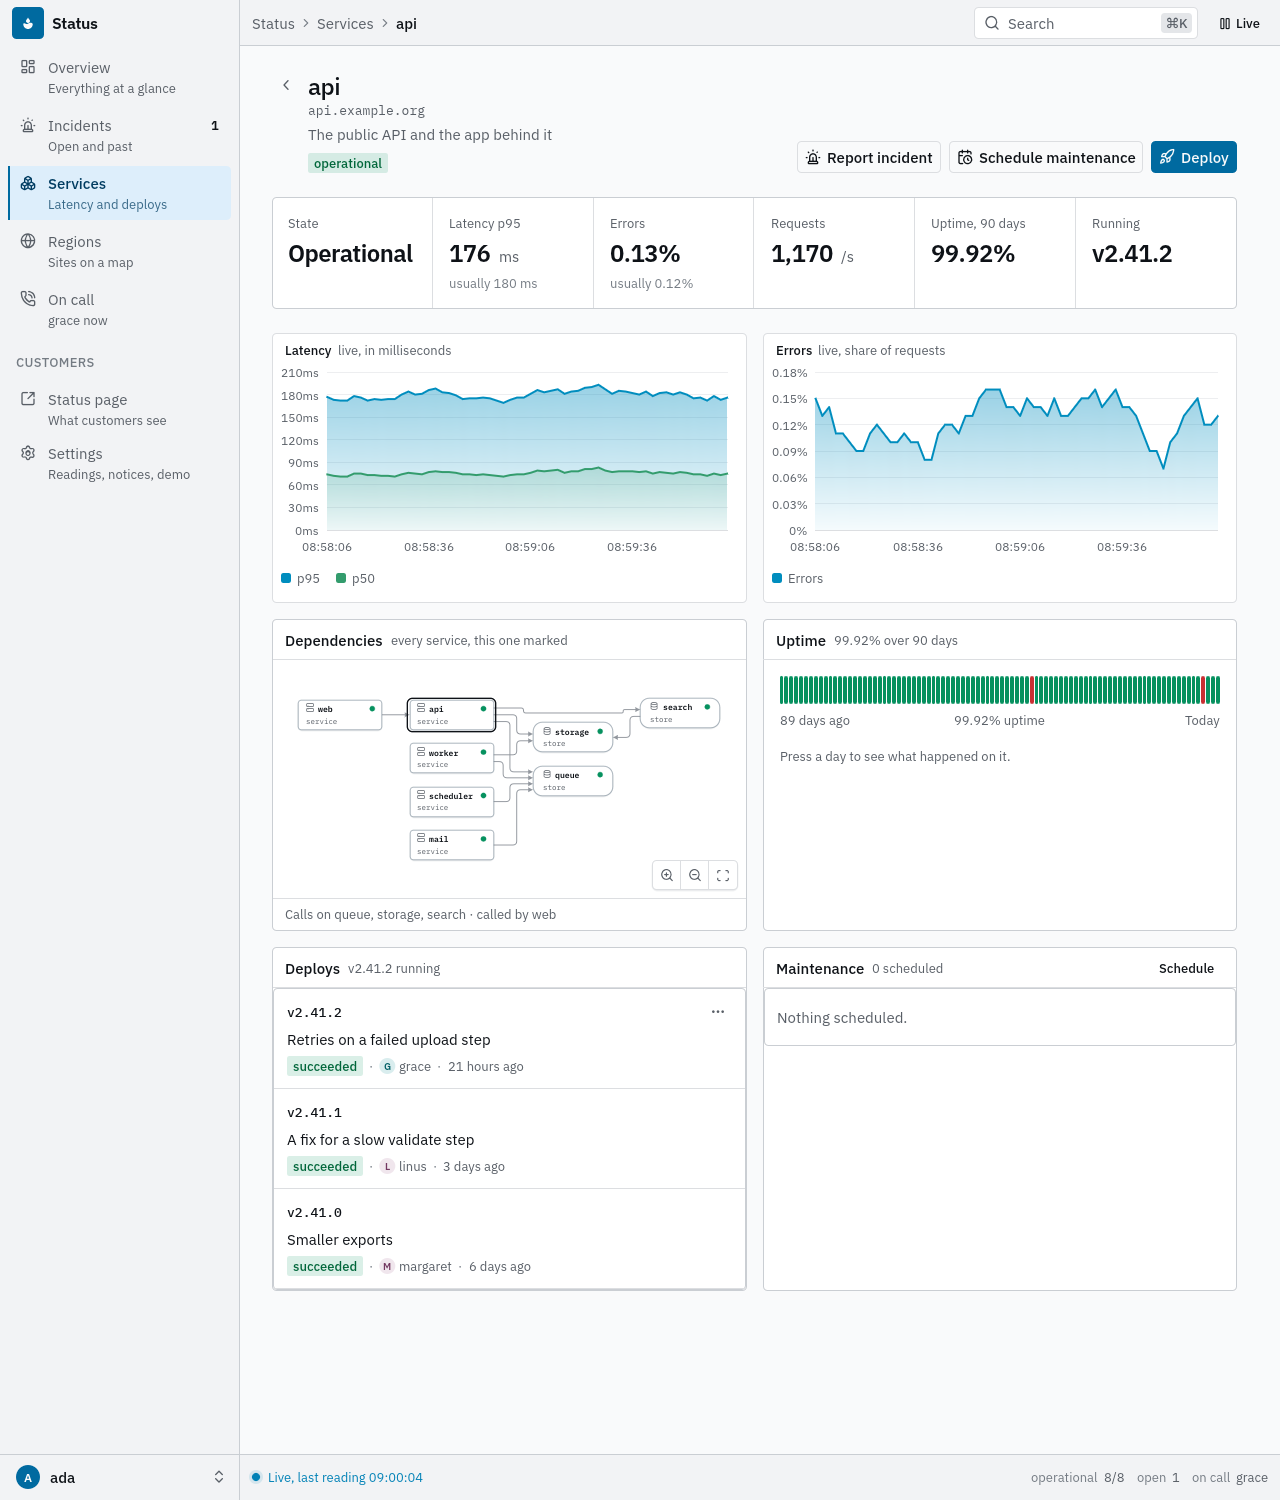 Status
Overview
Everything at a glance
Incidents
1
Open and past
Services
Latency and deploys
Regions
Sites on a map
On call
grace now
CUSTOMERS
Status page
What customers see
Settings
Readings, notices, demo
ada
A
Status > Services > api
Search ⌘K
Live
api
api.example.org
The public API and the app behind it
operational
Report incident
Schedule maintenance
Deploy
State
Operational
Latency p95
176 ms
usually 180 ms
Errors
0.13%
usually 0.12%
Requests
1,170 /s
Uptime, 90 days
99.92%
Running
v2.41.2
Latency live, in milliseconds
210ms
180ms
150ms
120ms
90ms
60ms
30ms
0ms
08:58:06 08:58:36 08:59:06 08:59:36
p95 p50
Errors live, share of requests
0.18%
0.15%
0.12%
0.09%
0.06%
0.03%
0%
08:58:06 08:58:36 08:59:06 08:59:36
Errors
Dependencies every service, this one marked
web
service
api
service
worker
service
scheduler
service
mail
service
storage
store
queue
store
search
store
Calls on queue, storage, search · called by web
Uptime 99.92% over 90 days
89 days ago 99.92% uptime Today
Press a day to see what happened on it.
Deploys v2.41.2 running
v2.41.2
Retries on a failed upload step
succeeded · G grace · 21 hours ago
v2.41.1
A fix for a slow validate step
succeeded · L linus · 3 days ago
v2.41.0
Smaller exports
succeeded · M margaret · 6 days ago
Maintenance 0 scheduled Schedule
Nothing scheduled.
Live, last reading 09:00:04
operational 8/8 open 1 on call grace